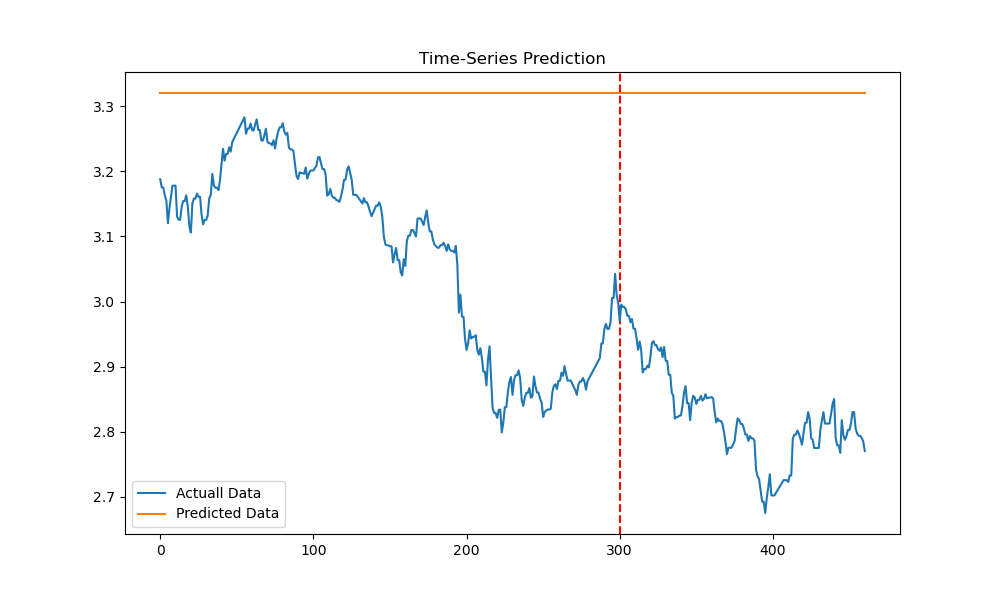 Time-Series Prediction
3.3
3.2
3.1
3.0
2.9
2.8
2.7
Actuall Data
Predicted Data
0 100 200 300 400